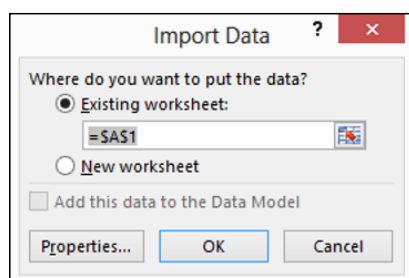 Import Data ?
Where do you want to put the data?
Existing worksheet:
=$A$1
New worksheet
Add this data to the Data Model
Properties... OK Cancel